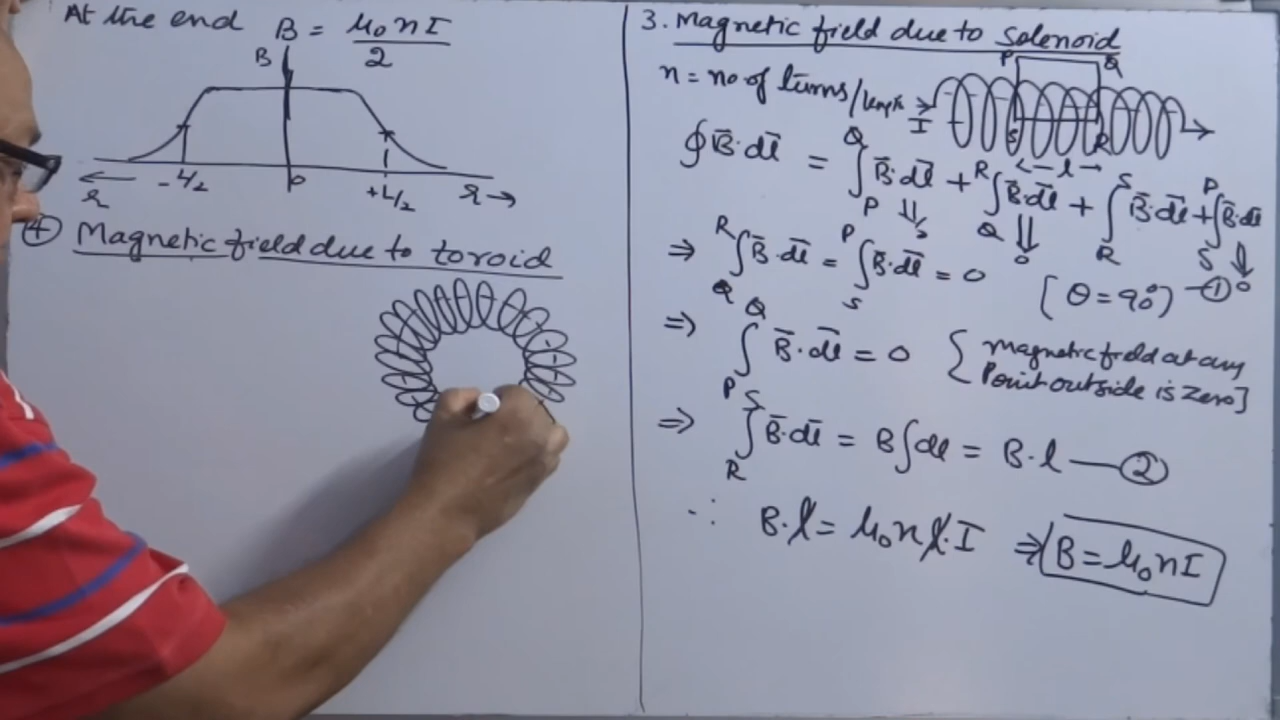 At the end B = μ₀nI/2
B
r ← -L/2 0 +L/2 r →
④ Magnetic field due to toroid
3. Magnetic field due to solenoid
P Q
n = no of turns/length I S R
← l →
∮B̄·dl̄ = ∫_P^Q B̄·dl̄ + ∫_Q^R B̄·dl̄ + ∫_R^S B̄·dl̄ + ∫_S^P B̄·dl̄
⇓ 0 ⇓ 0 ⇓ 0
⇒ ∫_Q^R B̄·dl̄ = ∫_S^P B̄·dl̄ = 0 [θ = 90°) —①
⇒ ∫_P^Q B̄·dl̄ = 0 {magnetic field at any
Point outside is zero]
⇒ ∫_R^S B̄·dl̄ = B∫dl = B·l —②
∴ B·l = μ₀nl·I ⇒ B = μ₀nI